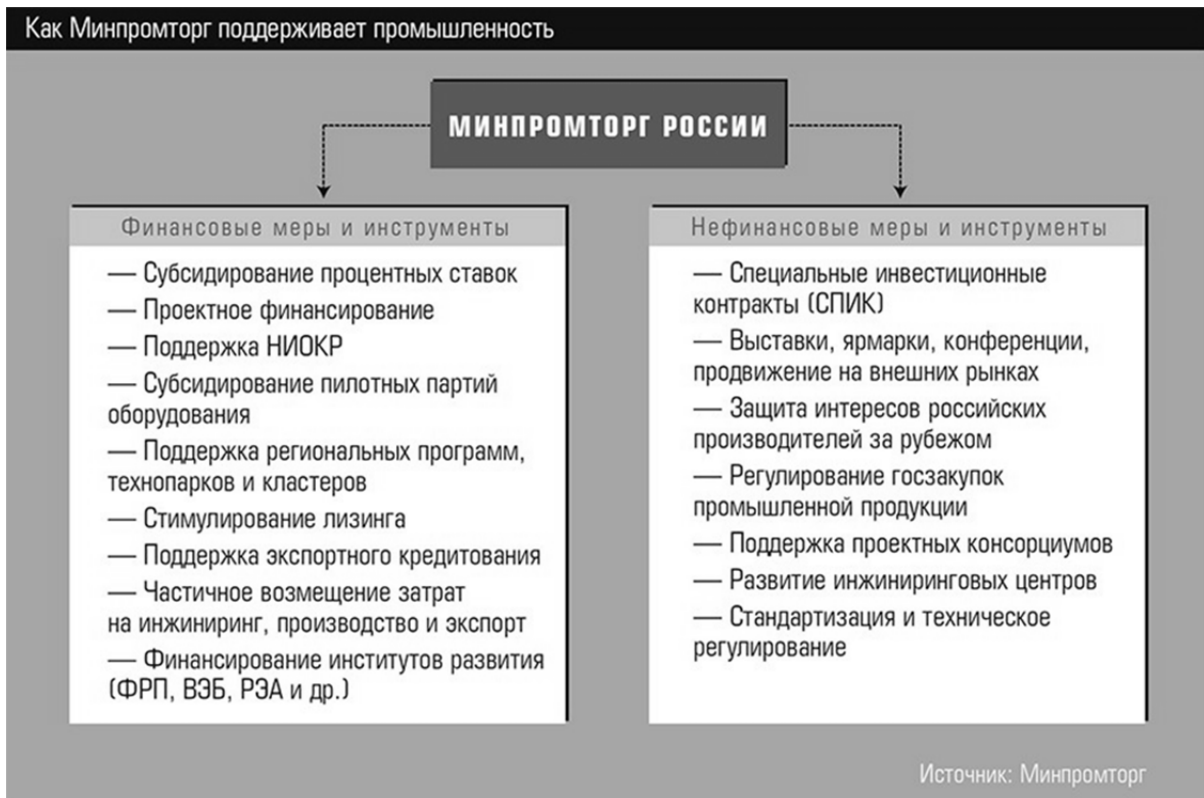 Как Минпромторг поддерживает промышленность
МИНПРОМТОРГ РОССИИ
Финансовые меры и инструменты
— Субсидирование процентных ставок
— Проектное финансирование
— Поддержка НИОКР
— Субсидирование пилотных партий
оборудования
— Поддержка региональных программ,
технопарков и кластеров
— Стимулирование лизинга
— Поддержка экспортного кредитования
— Частичное возмещение затрат
на инжиниринг, производство и экспорт
— Финансирование институтов развития
(ФРП, ВЭБ, РЭА и др.)
Нефинансовые меры и инструменты
— Специальные инвестиционные
контракты (СПИК)
— Выставки, ярмарки, конференции,
продвижение на внешних рынках
— Защита интересов российских
производителей за рубежом
— Регулирование госзакупок
промышленной продукции
— Поддержка проектных консорциумов
— Развитие инжиниринговых центров
— Стандартизация и техническое
регулирование
Источник: Минпромторг